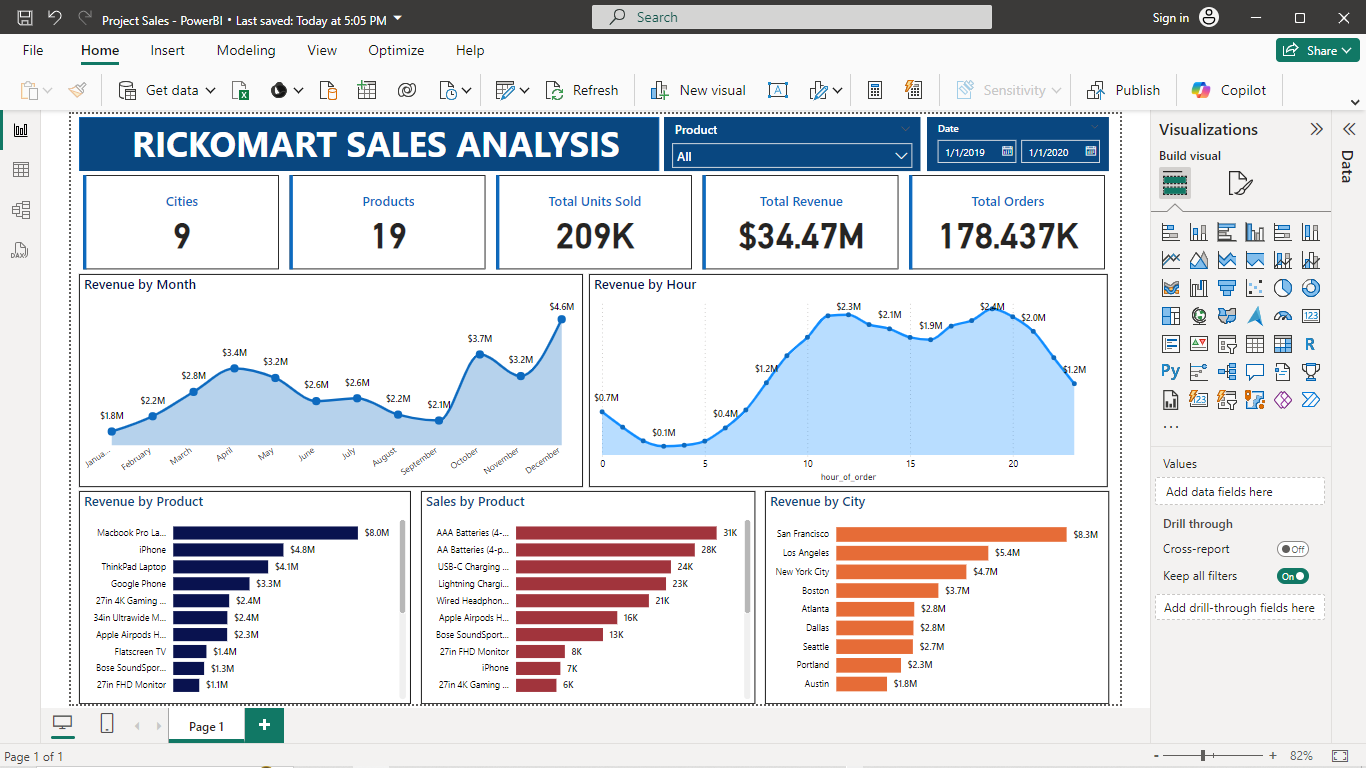 Project Sales - PowerBI • Last saved: Today at 5:05 PM
Search
Sign in
File Home Insert Modeling View Optimize Help
Share
Get data
Refresh
New visual
Sensitivity
Publish
Copilot
RICKOMART SALES ANALYSIS
Product
All
Date
1/1/2019 1/1/2020
Cities
9
Products
19
Total Units Sold
209K
Total Revenue
$34.47M
Total Orders
178.437K
Revenue by Month
$1.8M
$2.2M
$2.8M
$3.4M
$3.2M
$2.6M
$2.6M
$2.2M
$2.1M
$3.7M
$3.2M
$4.6M
Janua... February March April May June July August September October November December
Revenue by Hour
$0.7M
$0.1M
$0.4M
$1.2M
$2.3M
$2.1M
$1.9M
$2.4M
$2.0M
$1.2M
0 5 10 15 20
hour_of_order
Revenue by Product
Macbook Pro La... $8.0M
iPhone $4.8M
ThinkPad Laptop $4.1M
Google Phone $3.3M
27in 4K Gaming ... $2.4M
34in Ultrawide M... $2.4M
Apple Airpods H... $2.3M
Flatscreen TV $1.4M
Bose SoundSpor... $1.3M
27in FHD Monitor $1.1M
Sales by Product
AAA Batteries (4-... 31K
AA Batteries (4-p... 28K
USB-C Charging ... 24K
Lightning Chargi... 23K
Wired Headphon... 21K
Apple Airpods H... 16K
Bose SoundSport... 13K
27in FHD Monitor 8K
iPhone 7K
27in 4K Gaming ... 6K
Revenue by City
San Francisco $8.3M
Los Angeles $5.4M
New York City $4.7M
Boston $3.7M
Atlanta $2.8M
Dallas $2.8M
Seattle $2.7M
Portland $2.3M
Austin $1.8M
Visualizations
Build visual
123
R
Py
123
...
Values
Add data fields here
Drill through
Cross-report Off
Keep all filters On
Add drill-through fields here
Data
DAX
Page 1
+
Page 1 of 1
- + 82%